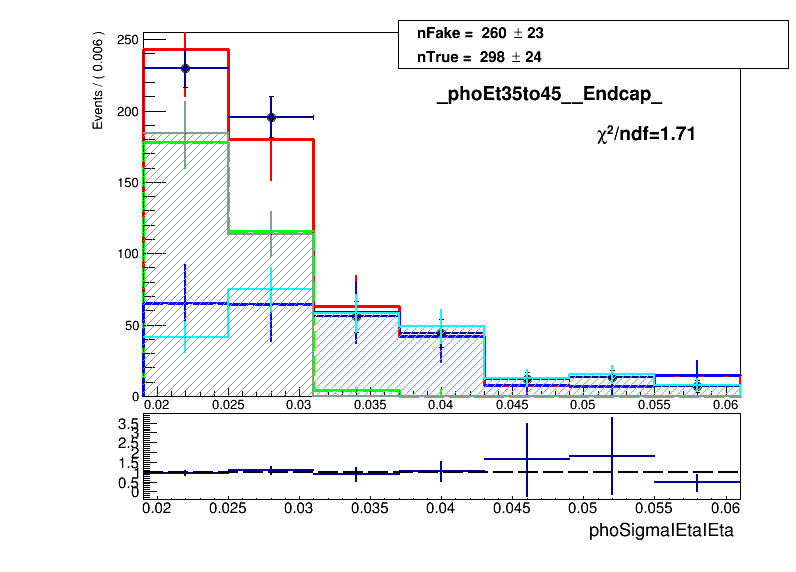 nFake = 260 ± 23
nTrue = 298 ± 24
_phoEt35to45__Endcap_
χ²/ndf=1.71
Events / ( 0.006 )
250
200
150
100
50
0
0.02 0.025 0.03 0.035 0.04 0.045 0.05 0.055 0.06
3.5
3
2.5
2
1.5
1
0.5
0
0.02 0.025 0.03 0.035 0.04 0.045 0.05 0.055 0.06
phoSigmaIEtaIEta